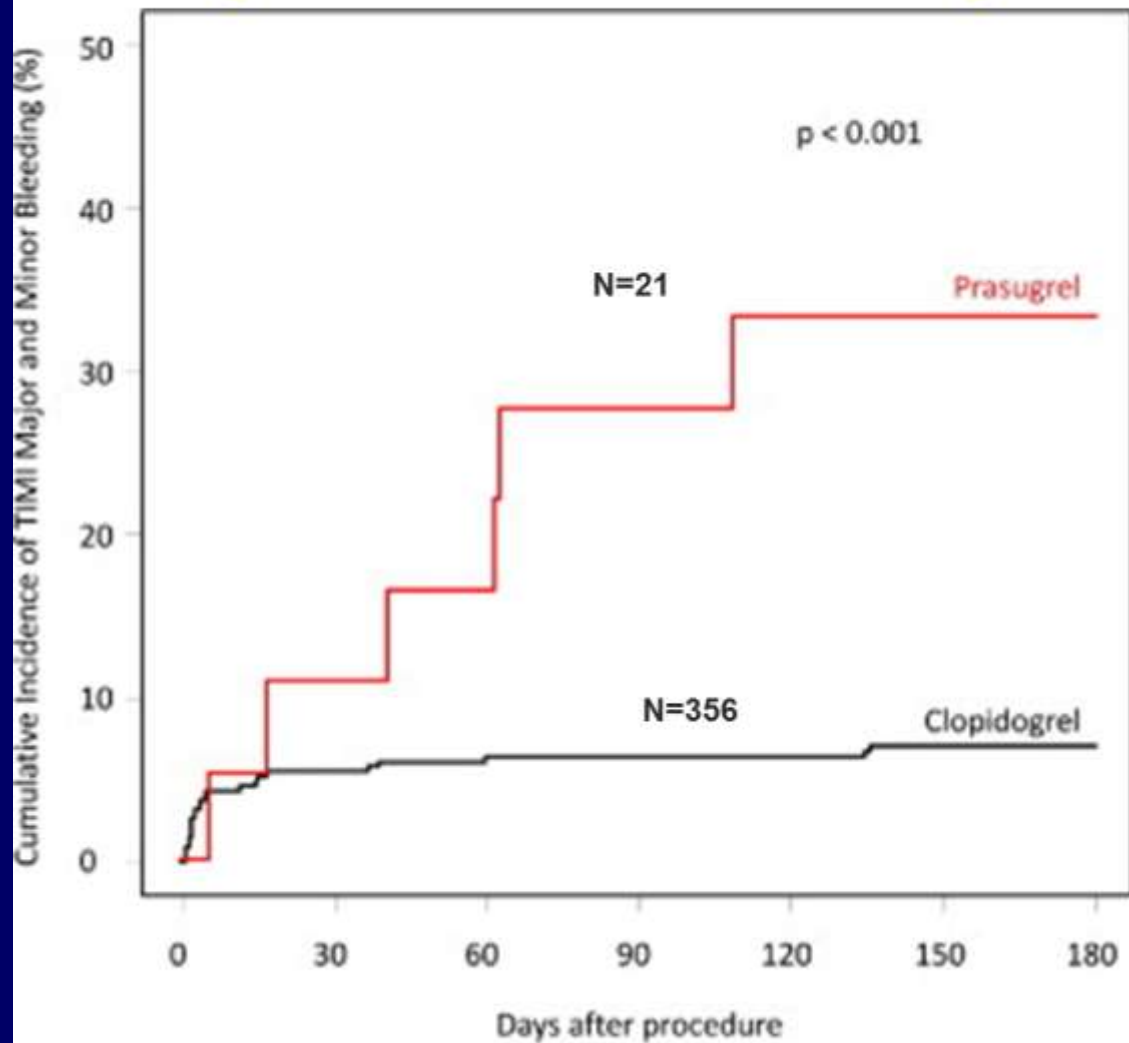 Cumulative Incidence of TIMI Major and Minor Bleeding (%)
50
40
30
20
10
0
p < 0.001
N=21
Prasugrel
N=356
Clopidogrel
0 30 60 90 120 150 180
Days after procedure